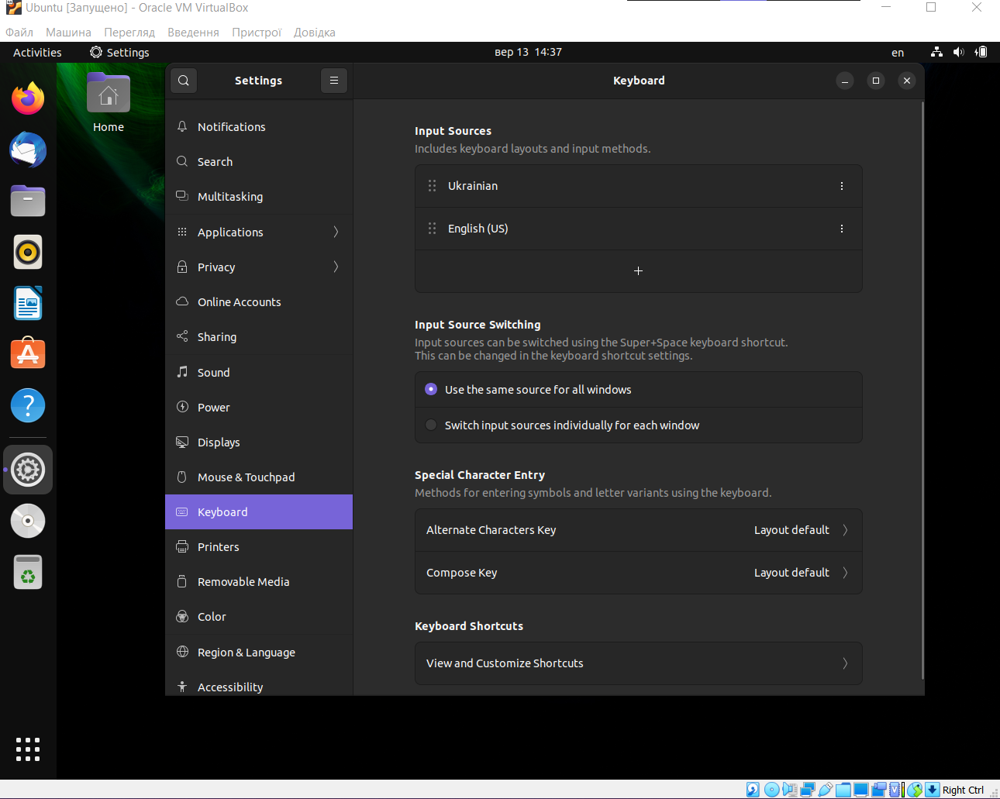 Ubuntu [Запущено] - Oracle VM VirtualBox
Файл Машина Перегляд Введення Пристрої Довідка
Activities Settings вер 13 14:37 en
Settings Keyboard
Home
Notifications
Search
Multitasking
Applications
Privacy
Online Accounts
Sharing
Sound
Power
Displays
Mouse & Touchpad
Keyboard
Printers
Removable Media
Color
Region & Language
Accessibility
Input Sources
Includes keyboard layouts and input methods.
Ukrainian
English (US)
Input Source Switching
Input sources can be switched using the Super+Space keyboard shortcut.
This can be changed in the keyboard shortcut settings.
Use the same source for all windows
Switch input sources individually for each window
Special Character Entry
Methods for entering symbols and letter variants using the keyboard.
Alternate Characters Key Layout default
Compose Key Layout default
Keyboard Shortcuts
View and Customize Shortcuts
Right Ctrl